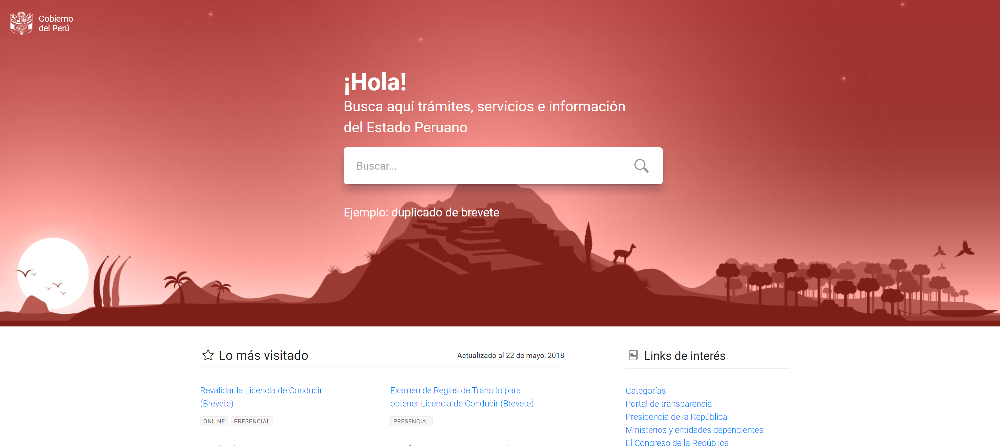 Gobierno
del Perú
¡Hola!
Busca aquí trámites, servicios e información
del Estado Peruano
Buscar...
Ejemplo: duplicado de brevete
Lo más visitado
Actualizado al 22 de mayo, 2018
Revalidar la Licencia de Conducir
(Brevete)
ONLINE PRESENCIAL
Examen de Reglas de Tránsito para
obtener Licencia de Conducir (Brevete)
PRESENCIAL
Links de interés
Categorías
Portal de transparencia
Presidencia de la República
Ministerios y entidades dependientes
El Congreso de la República